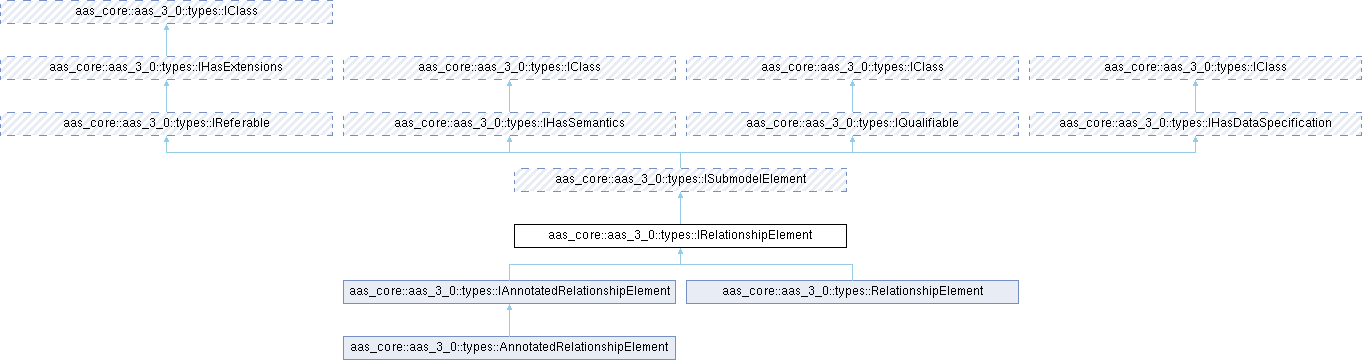 aas_core::aas_3_0::types::IClass
aas_core::aas_3_0::types::IHasExtensions
aas_core::aas_3_0::types::IClass
aas_core::aas_3_0::types::IClass
aas_core::aas_3_0::types::IClass
aas_core::aas_3_0::types::IReferable
aas_core::aas_3_0::types::IHasSemantics
aas_core::aas_3_0::types::IQualifiable
aas_core::aas_3_0::types::IHasDataSpecification
aas_core::aas_3_0::types::ISubmodelElement
aas_core::aas_3_0::types::IRelationshipElement
aas_core::aas_3_0::types::IAnnotatedRelationshipElement
aas_core::aas_3_0::types::RelationshipElement
aas_core::aas_3_0::types::AnnotatedRelationshipElement